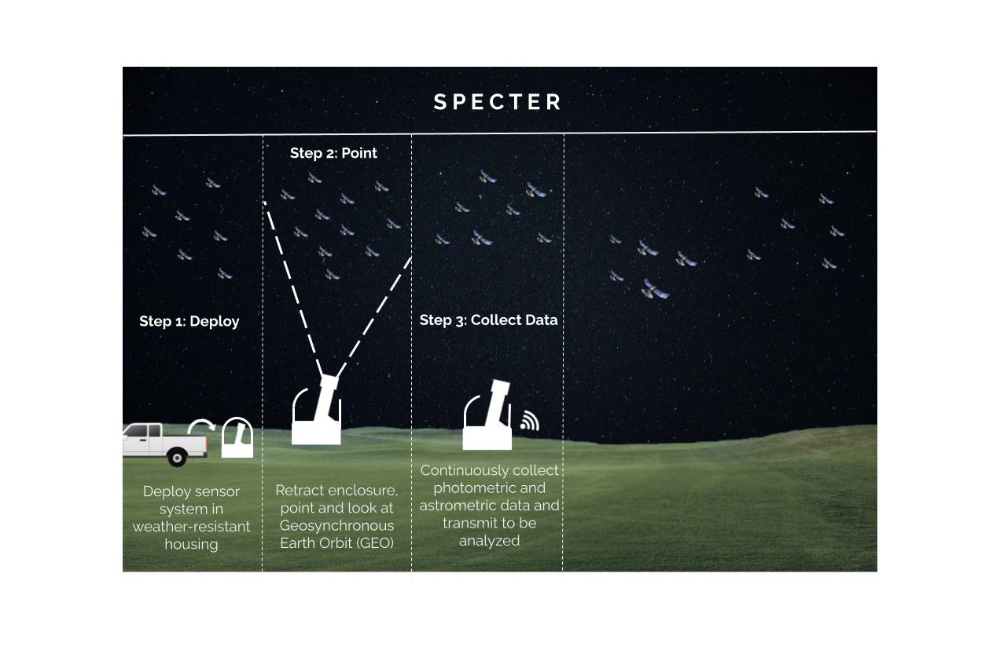 SPECTER
Step 1: Deploy
Deploy sensor
system in
weather-resistant
housing
Step 2: Point
Retract enclosure,
point and look at
Geosynchronous
Earth Orbit (GEO)
Step 3: Collect Data
Continuously collect
photometric and
astrometric data and
transmit to be
analyzed